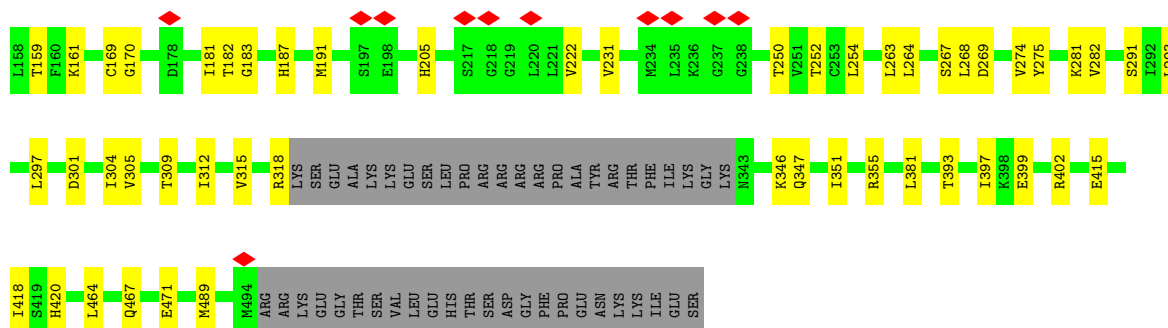 L158 T159 F160 K161 C169 G170 D178 I181 T182 G183 H187 M191 S197 E198 H205 S217 G218 G219 L220 L221 V222 V231 M234 L235 K236 G237 G238 T250 V251 T252 C253 L254 L263 L264 S267 L268 D269 V274 Y275 K281 V282 S291 I292
L297 D301 I304 V305 T309 I312 V315 R318 LYS SER GLU ALA LYS LYS GLU SER LEU PRO ARG ARG ARG ARG PRO ALA TYR ARG THR PHE ILE LYS GLY LYS N343 K346 Q347 I351 R355 L381 T393 I397 K398 E399 R402 E415
I418 S419 H420 L464 Q467 E471 M489 M494 ARG ARG LYS GLU GLY THR SER VAL LEU GLU GLU HIS THR SER ASP GLY PHE PRO GLU ASN LYS LYS ILE GLU SER